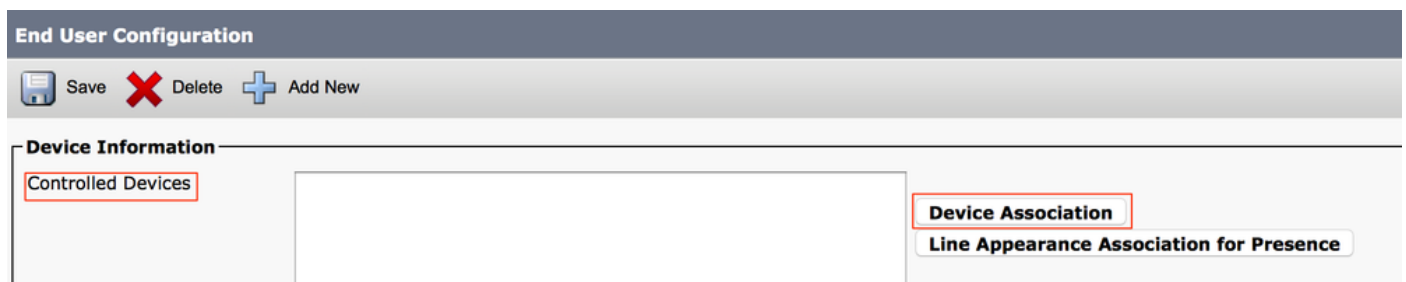 End User Configuration
Save Delete Add New
Device Information
Controlled Devices
Device Association
Line Appearance Association for Presence